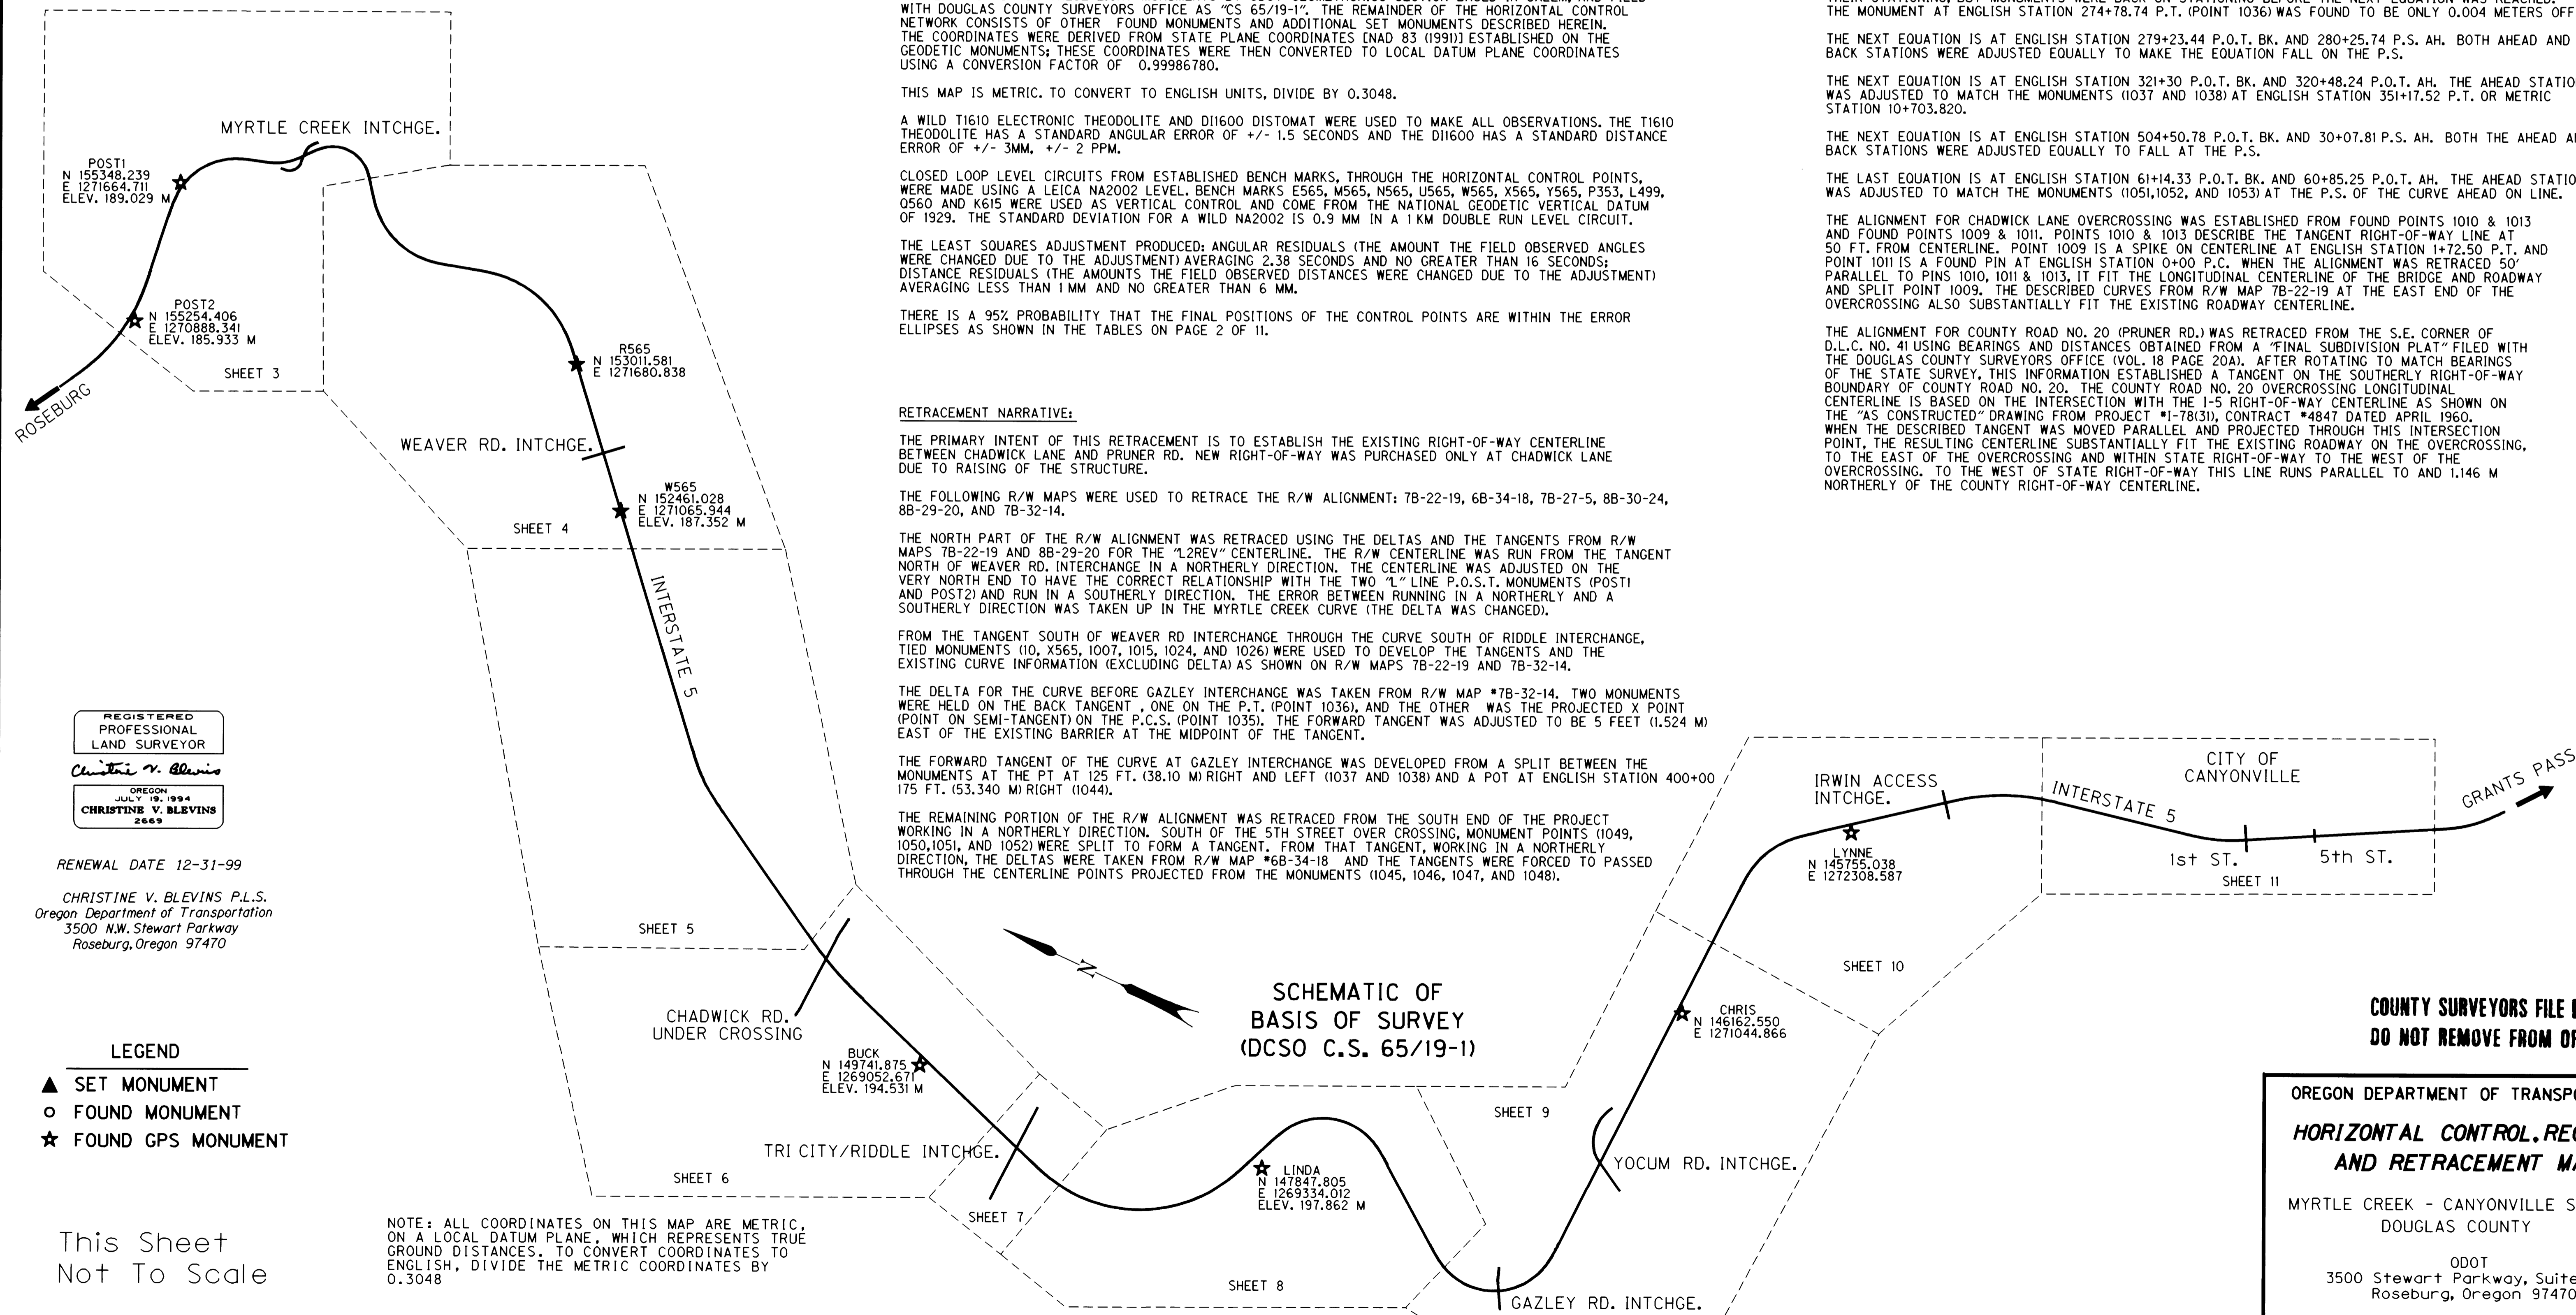 WITH DOUGLAS COUNTY SURVEYORS OFFICE AS "CS 65/19-1". THE REMAINDER OF THE HORIZONTAL CONTROL
NETWORK CONSISTS OF OTHER FOUND MONUMENTS AND ADDITIONAL SET MONUMENTS DESCRIBED HEREIN.
THE COORDINATES WERE DERIVED FROM STATE PLANE COORDINATES [NAD 83 (1991)] ESTABLISHED ON THE
GEODETIC MONUMENTS; THESE COORDINATES WERE THEN CONVERTED TO LOCAL DATUM PLANE COORDINATES
USING A CONVERSION FACTOR OF 0.99986780.
THIS MAP IS METRIC. TO CONVERT TO ENGLISH UNITS, DIVIDE BY 0.3048.
A WILD T1610 ELECTRONIC THEODOLITE AND DI1600 DISTOMAT WERE USED TO MAKE ALL OBSERVATIONS. THE T1610
THEODOLITE HAS A STANDARD ANGULAR ERROR OF +/- 1.5 SECONDS AND THE DI1600 HAS A STANDARD DISTANCE
ERROR OF +/- 3MM, +/- 2 PPM.
CLOSED LOOP LEVEL CIRCUITS FROM ESTABLISHED BENCH MARKS, THROUGH THE HORIZONTAL CONTROL POINTS,
WERE MADE USING A LEICA NA2002 LEVEL. BENCH MARKS E565, M565, N565, U565, W565, X565, Y565, P353, L499,
Q560 AND K615 WERE USED AS VERTICAL CONTROL AND COME FROM THE NATIONAL GEODETIC VERTICAL DATUM
OF 1929. THE STANDARD DEVIATION FOR A WILD NA2002 IS 0.9 MM IN A 1 KM DOUBLE RUN LEVEL CIRCUIT.
THE LEAST SQUARES ADJUSTMENT PRODUCED: ANGULAR RESIDUALS (THE AMOUNT THE FIELD OBSERVED ANGLES
WERE CHANGED DUE TO THE ADJUSTMENT) AVERAGING 2.38 SECONDS AND NO GREATER THAN 16 SECONDS;
DISTANCE RESIDUALS (THE AMOUNTS THE FIELD OBSERVED DISTANCES WERE CHANGED DUE TO THE ADJUSTMENT)
AVERAGING LESS THAN 1 MM AND NO GREATER THAN 6 MM.
THERE IS A 95% PROBABILITY THAT THE FINAL POSITIONS OF THE CONTROL POINTS ARE WITHIN THE ERROR
ELLIPSES AS SHOWN IN THE TABLES ON PAGE 2 OF 11.
RETRACEMENT NARRATIVE:
THE PRIMARY INTENT OF THIS RETRACEMENT IS TO ESTABLISH THE EXISTING RIGHT-OF-WAY CENTERLINE
BETWEEN CHADWICK LANE AND PRUNER RD. NEW RIGHT-OF-WAY WAS PURCHASED ONLY AT CHADWICK LANE
DUE TO RAISING OF THE STRUCTURE.
THE FOLLOWING R/W MAPS WERE USED TO RETRACE THE R/W ALIGNMENT: 7B-22-19, 6B-34-18, 7B-27-5, 8B-30-24,
8B-29-20, AND 7B-32-14.
THE NORTH PART OF THE R/W ALIGNMENT WAS RETRACED USING THE DELTAS AND THE TANGENTS FROM R/W
MAPS 7B-22-19 AND 8B-29-20 FOR THE "L2REV" CENTERLINE. THE R/W CENTERLINE WAS RUN FROM THE TANGENT
NORTH OF WEAVER RD. INTERCHANGE IN A NORTHERLY DIRECTION. THE CENTERLINE WAS ADJUSTED ON THE
VERY NORTH END TO HAVE THE CORRECT RELATIONSHIP WITH THE TWO "L" LINE P.O.S.T. MONUMENTS (POST1
AND POST2) AND RUN IN A SOUTHERLY DIRECTION. THE ERROR BETWEEN RUNNING IN A NORTHERLY AND A
SOUTHERLY DIRECTION WAS TAKEN UP IN THE MYRTLE CREEK CURVE (THE DELTA WAS CHANGED).
FROM THE TANGENT SOUTH OF WEAVER RD INTERCHANGE THROUGH THE CURVE SOUTH OF RIDDLE INTERCHANGE,
TIED MONUMENTS (10, X565, 1007, 1015, 1024, AND 1026) WERE USED TO DEVELOP THE TANGENTS AND THE
EXISTING CURVE INFORMATION (EXCLUDING DELTA) AS SHOWN ON R/W MAPS 7B-22-19 AND 7B-32-14.
THE DELTA FOR THE CURVE BEFORE GAZLEY INTERCHANGE WAS TAKEN FROM R/W MAP #7B-32-14. TWO MONUMENTS
WERE HELD ON THE BACK TANGENT , ONE ON THE P.T. (POINT 1036), AND THE OTHER WAS THE PROJECTED X POINT
(POINT ON SEMI-TANGENT) ON THE P.C.S. (POINT 1035). THE FORWARD TANGENT WAS ADJUSTED TO BE 5 FEET (1.524 M)
EAST OF THE EXISTING BARRIER AT THE MIDPOINT OF THE TANGENT.
THE FORWARD TANGENT OF THE CURVE AT GAZLEY INTERCHANGE WAS DEVELOPED FROM A SPLIT BETWEEN THE
MONUMENTS AT THE PT AT 125 FT. (38.10 M) RIGHT AND LEFT (1037 AND 1038) AND A POT AT ENGLISH STATION 400+00
175 FT. (53.340 M) RIGHT (1044).
THE REMAINING PORTION OF THE R/W ALIGNMENT WAS RETRACED FROM THE SOUTH END OF THE PROJECT
WORKING IN A NORTHERLY DIRECTION. SOUTH OF THE 5TH STREET OVER CROSSING, MONUMENT POINTS (1049,
1050,1051, AND 1052) WERE SPLIT TO FORM A TANGENT. FROM THAT TANGENT, WORKING IN A NORTHERLY
DIRECTION, THE DELTAS WERE TAKEN FROM R/W MAP #6B-34-18 AND THE TANGENTS WERE FORCED TO PASSED
THROUGH THE CENTERLINE POINTS PROJECTED FROM THE MONUMENTS (1045, 1046, 1047, AND 1048).
THE MONUMENT AT ENGLISH STATION 274+78.74 P.T. (POINT 1036) WAS FOUND TO BE ONLY 0.004 METERS OFF
THE NEXT EQUATION IS AT ENGLISH STATION 279+23.44 P.O.T. BK. AND 280+25.74 P.S. AH. BOTH AHEAD AND
BACK STATIONS WERE ADJUSTED EQUALLY TO MAKE THE EQUATION FALL ON THE P.S.
THE NEXT EQUATION IS AT ENGLISH STATION 321+30 P.O.T. BK. AND 320+48.24 P.O.T. AH. THE AHEAD STATIO
WAS ADJUSTED TO MATCH THE MONUMENTS (1037 AND 1038) AT ENGLISH STATION 351+17.52 P.T. OR METRIC
STATION 10+703.820.
THE NEXT EQUATION IS AT ENGLISH STATION 504+50.78 P.O.T. BK. AND 30+07.81 P.S. AH. BOTH THE AHEAD A
BACK STATIONS WERE ADJUSTED EQUALLY TO FALL AT THE P.S.
THE LAST EQUATION IS AT ENGLISH STATION 61+14.33 P.O.T. BK. AND 60+85.25 P.O.T. AH. THE AHEAD STATIO
WAS ADJUSTED TO MATCH THE MONUMENTS (1051,1052, AND 1053) AT THE P.S. OF THE CURVE AHEAD ON LINE.
THE ALIGNMENT FOR CHADWICK LANE OVERCROSSING WAS ESTABLISHED FROM FOUND POINTS 1010 & 1013
AND FOUND POINTS 1009 & 1011. POINTS 1010 & 1013 DESCRIBE THE TANGENT RIGHT-OF-WAY LINE AT
50 FT. FROM CENTERLINE. POINT 1009 IS A SPIKE ON CENTERLINE AT ENGLISH STATION 1+72.50 P.T. AND
POINT 1011 IS A FOUND PIN AT ENGLISH STATION 0+00 P.C. WHEN THE ALIGNMENT WAS RETRACED 50'
PARALLEL TO PINS 1010, 1011 & 1013, IT FIT THE LONGITUDINAL CENTERLINE OF THE BRIDGE AND ROADWAY
AND SPLIT POINT 1009. THE DESCRIBED CURVES FROM R/W MAP 7B-22-19 AT THE EAST END OF THE
OVERCROSSING ALSO SUBSTANTIALLY FIT THE EXISTING ROADWAY CENTERLINE.
THE ALIGNMENT FOR COUNTY ROAD NO. 20 (PRUNER RD.) WAS RETRACED FROM THE S.E. CORNER OF
D.L.C. NO. 41 USING BEARINGS AND DISTANCES OBTAINED FROM A "FINAL SUBDIVISION PLAT" FILED WITH
THE DOUGLAS COUNTY SURVEYORS OFFICE (VOL. 18 PAGE 20A). AFTER ROTATING TO MATCH BEARINGS
OF THE STATE SURVEY, THIS INFORMATION ESTABLISHED A TANGENT ON THE SOUTHERLY RIGHT-OF-WAY
BOUNDARY OF COUNTY ROAD NO. 20. THE COUNTY ROAD NO. 20 OVERCROSSING LONGITUDINAL
CENTERLINE IS BASED ON THE INTERSECTION WITH THE I-5 RIGHT-OF-WAY CENTERLINE AS SHOWN ON
THE "AS CONSTRUCTED" DRAWING FROM PROJECT #I-78(31), CONTRACT #4847 DATED APRIL 1960.
WHEN THE DESCRIBED TANGENT WAS MOVED PARALLEL AND PROJECTED THROUGH THIS INTERSECTION
POINT, THE RESULTING CENTERLINE SUBSTANTIALLY FIT THE EXISTING ROADWAY ON THE OVERCROSSING,
TO THE EAST OF THE OVERCROSSING AND WITHIN STATE RIGHT-OF-WAY TO THE WEST OF THE
OVERCROSSING. TO THE WEST OF STATE RIGHT-OF-WAY THIS LINE RUNS PARALLEL TO AND 1.146 M
NORTHERLY OF THE COUNTY RIGHT-OF-WAY CENTERLINE.
MYRTLE CREEK INTCHGE.
POST1
N 155348.239
E 1271664.711
ELEV. 189.029 M
POST2
N 155254.406
E 1270888.341
ELEV. 185.933 M
SHEET 3
ROSEBURG
R565
N 153011.581
E 1271680.838
WEAVER RD. INTCHGE.
W565
N 152461.028
E 1271065.944
ELEV. 187.352 M
SHEET 4
INTERSTATE 5
REGISTERED
PROFESSIONAL
LAND SURVEYOR
Christine V. Blevins
OREGON
JULY 19, 1994
CHRISTINE V. BLEVINS
2669
RENEWAL DATE 12-31-99
CHRISTINE V. BLEVINS P.L.S.
Oregon Department of Transportation
3500 N.W. Stewart Parkway
Roseburg, Oregon 97470
SHEET 5
CHADWICK RD.
UNDER CROSSING
BUCK
N 149741.875
E 1269052.671
ELEV. 194.531 M
LEGEND
SET MONUMENT
FOUND MONUMENT
FOUND GPS MONUMENT
TRI CITY/RIDDLE INTCHGE.
SHEET 6
SHEET 7
This Sheet
Not To Scale
NOTE: ALL COORDINATES ON THIS MAP ARE METRIC,
ON A LOCAL DATUM PLANE, WHICH REPRESENTS TRUE
GROUND DISTANCES. TO CONVERT COORDINATES TO
ENGLISH, DIVIDE THE METRIC COORDINATES BY
0.3048
N
SCHEMATIC OF
BASIS OF SURVEY
(DCSO C.S. 65/19-1)
LINDA
N 147847.805
E 1269334.012
ELEV. 197.862 M
SHEET 8
SHEET 9
GAZLEY RD. INTCHGE.
YOCUM RD. INTCHGE.
CHRIS
N 146162.550
E 1271044.866
SHEET 10
IRWIN ACCESS
INTCHGE.
LYNNE
N 145755.038
E 1272308.587
INTERSTATE 5
CITY OF
CANYONVILLE
1st ST.
5th ST.
SHEET 11
GRANTS PASS
COUNTY SURVEYORS FILE
DO NOT REMOVE FROM OF
OREGON DEPARTMENT OF TRANSP
HORIZONTAL CONTROL, REC
AND RETRACEMENT M
MYRTLE CREEK - CANYONVILLE S
DOUGLAS COUNTY
ODOT
3500 Stewart Parkway, Suite
Roseburg, Oregon 97470